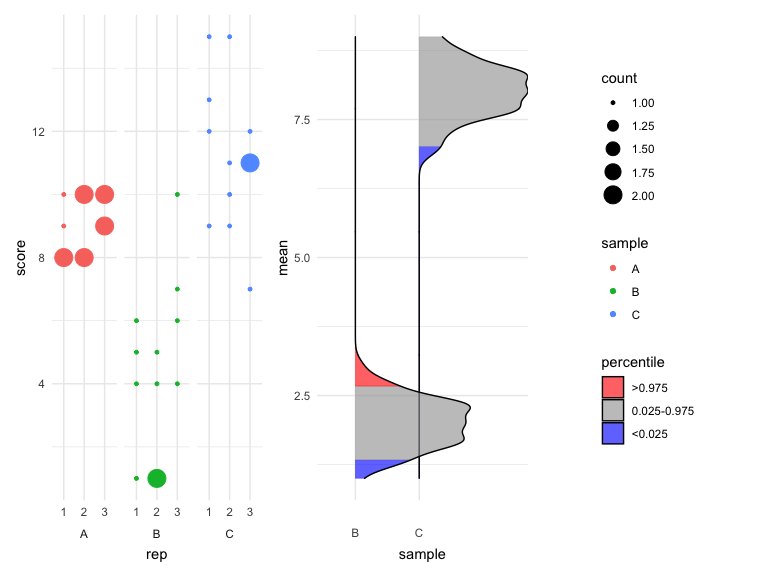 score
12
8
4
1 2 3 1 2 3 1 2 3
A B C
rep
mean
7.5
5.0
2.5
B C
sample
count
1.00
1.25
1.50
1.75
2.00
sample
A
B
C
percentile
>0.975
0.025-0.975
<0.025